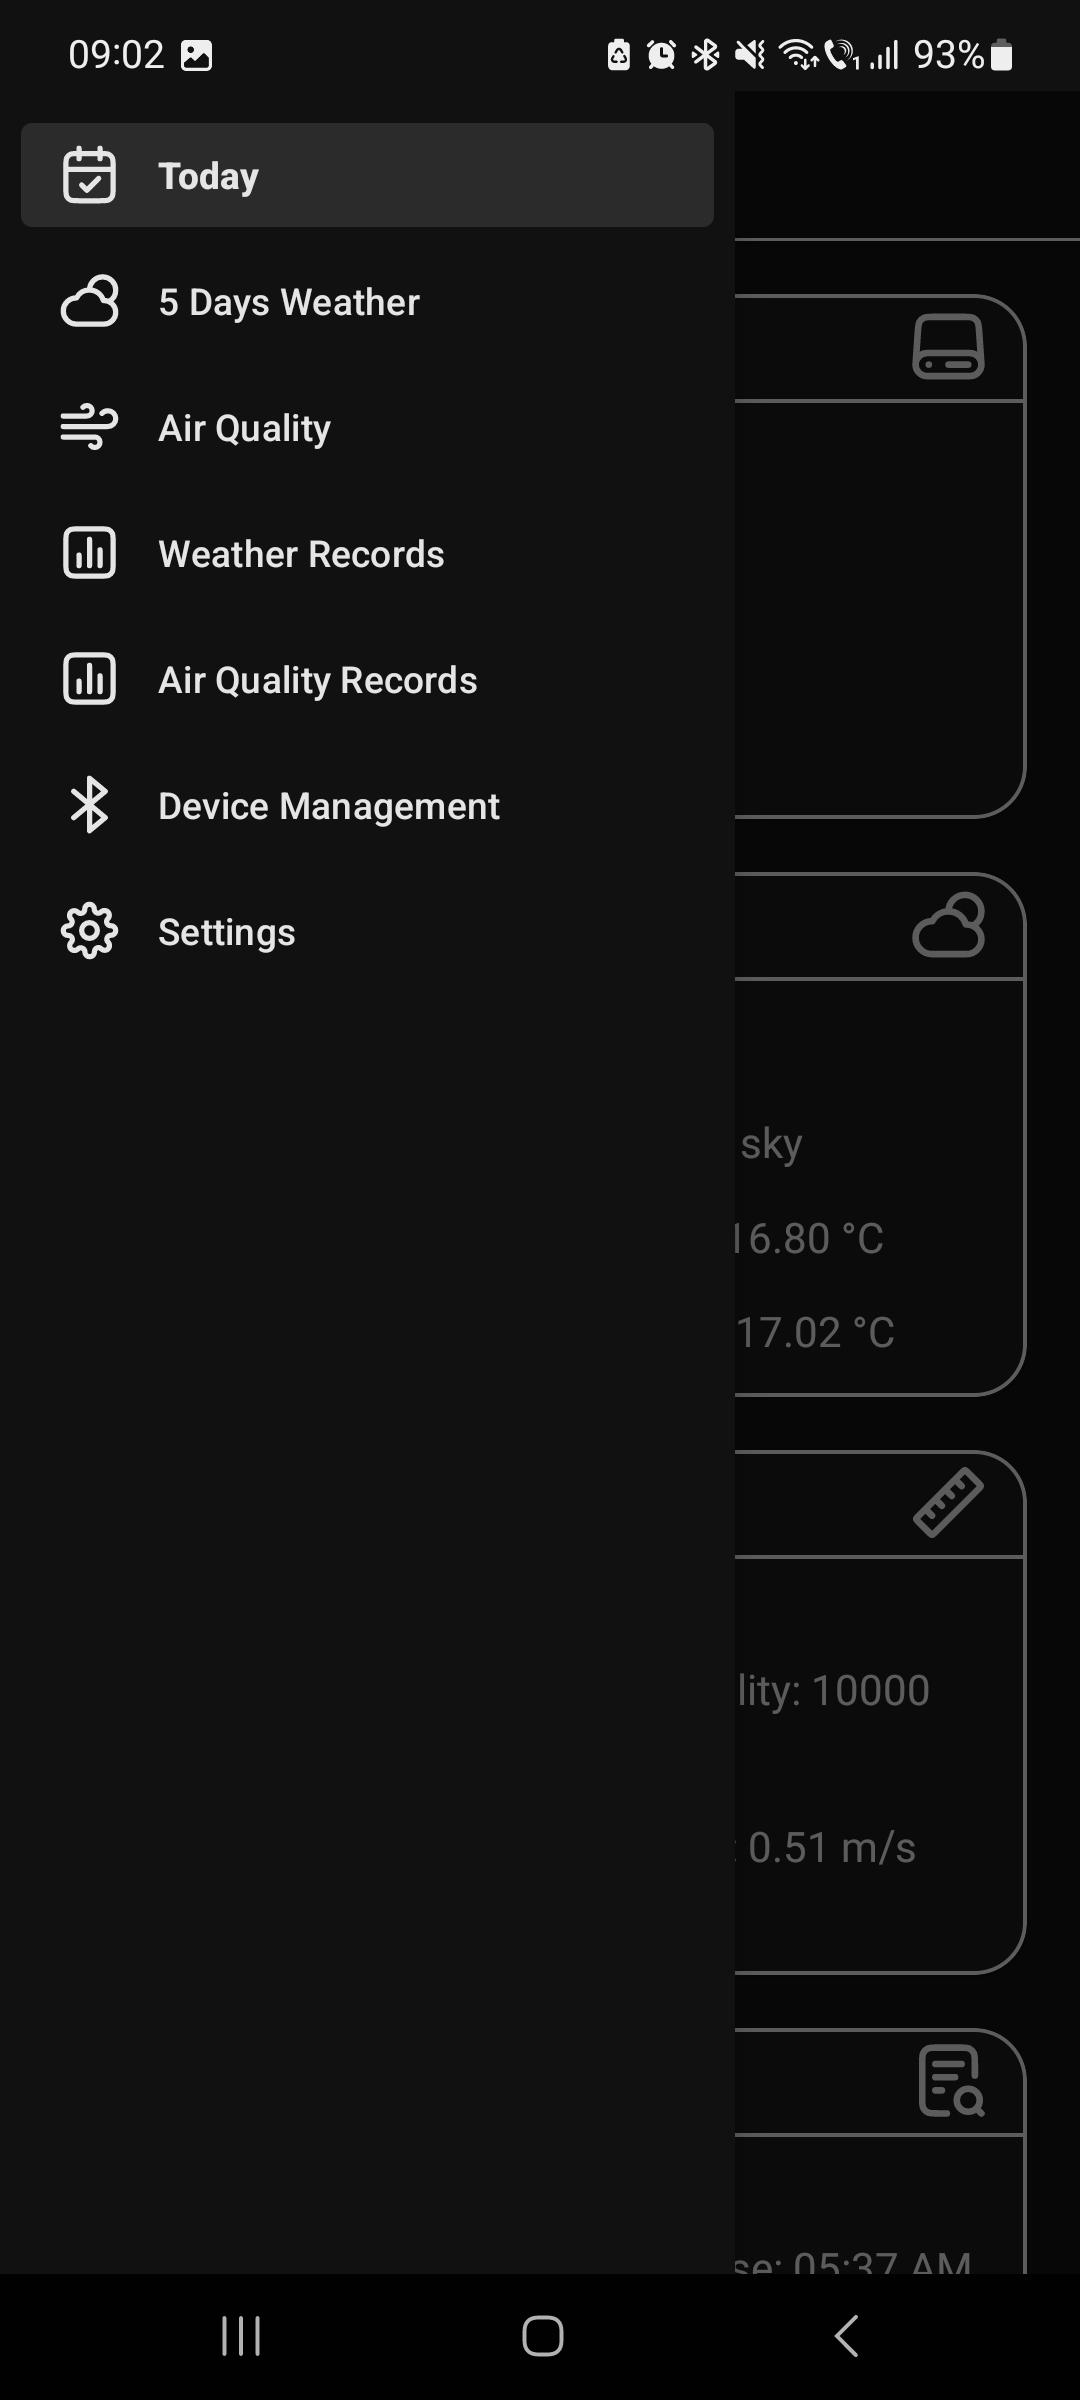 09:02 93%
Today
5 Days Weather
Air Quality
Weather Records
Air Quality Records
Device Management
Settings
sky
16.80 °C
17.02 °C
lity: 10000
: 0.51 m/s
se: 05:37 AM